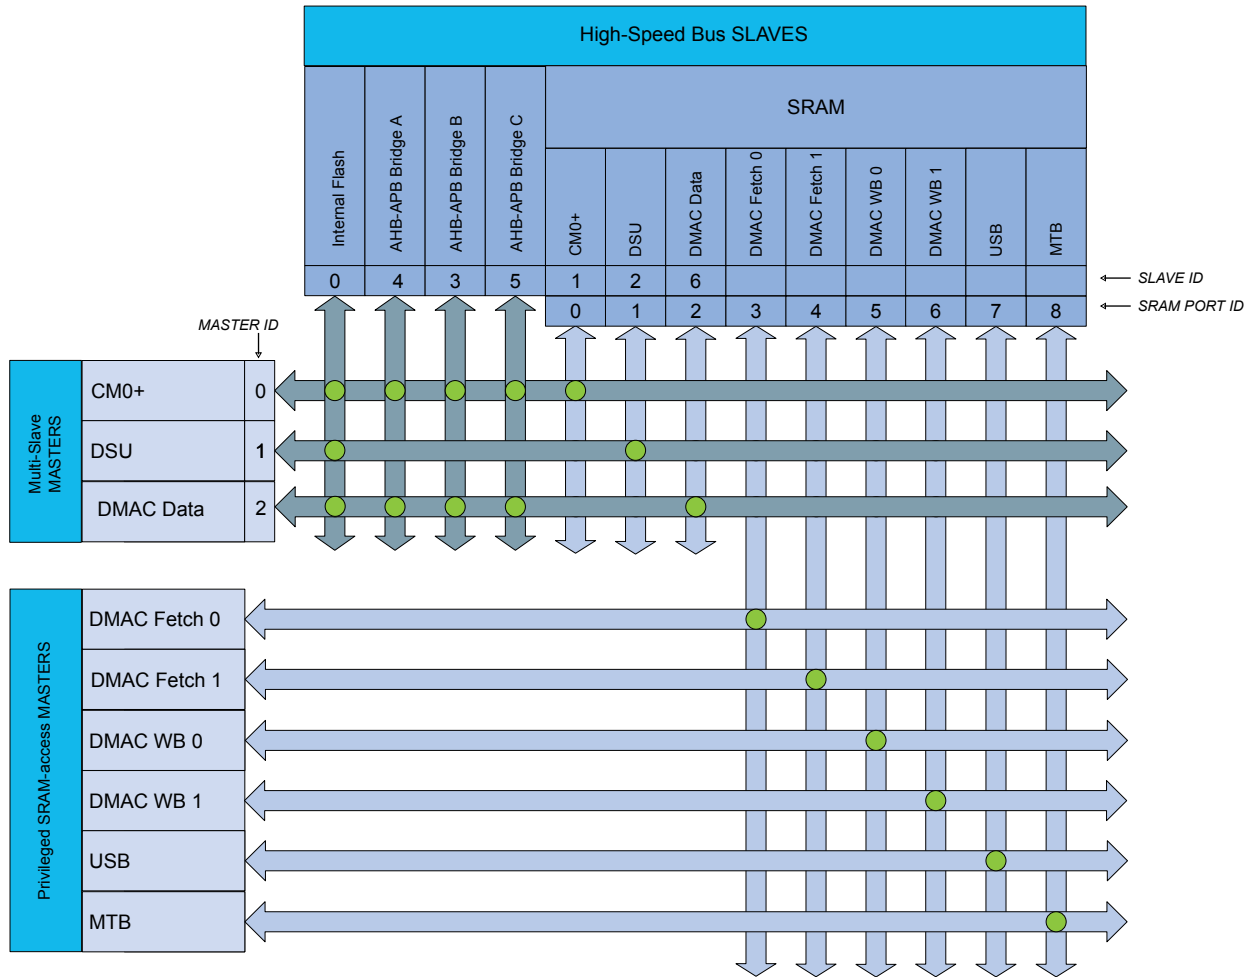 High-Speed Bus SLAVES
SRAM
Internal Flash
AHB-APB Bridge A
AHB-APB Bridge B
AHB-APB Bridge C
CM0+
DSU
DMAC Data
DMAC Fetch 0
DMAC Fetch 1
DMAC WB 0
DMAC WB 1
USB
MTB
0 4 3 5 1 2 6 SLAVE ID
0 1 2 3 4 5 6 7 8 SRAM PORT ID
MASTER ID
Multi-Slave
MASTERS
CM0+ 0
DSU 1
DMAC Data 2
Privileged SRAM-access MASTERS
DMAC Fetch 0
DMAC Fetch 1
DMAC WB 0
DMAC WB 1
USB
MTB